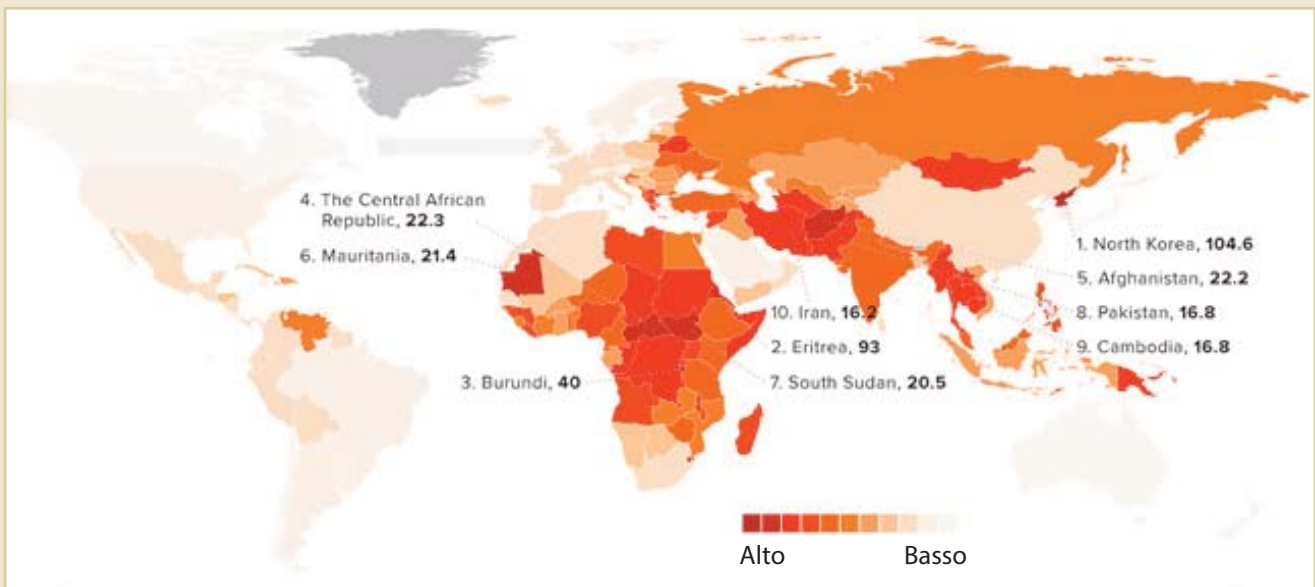 4. The Central African
Republic, 22.3
6. Mauritania, 21.4
1. North Korea, 104.6
5. Afghanistan, 22.2
10. Iran, 16.2
8. Pakistan, 16.8
2. Eritrea, 93
9. Cambodia, 16.8
3. Burundi, 40
7. South Sudan, 20.5
Alto
Basso